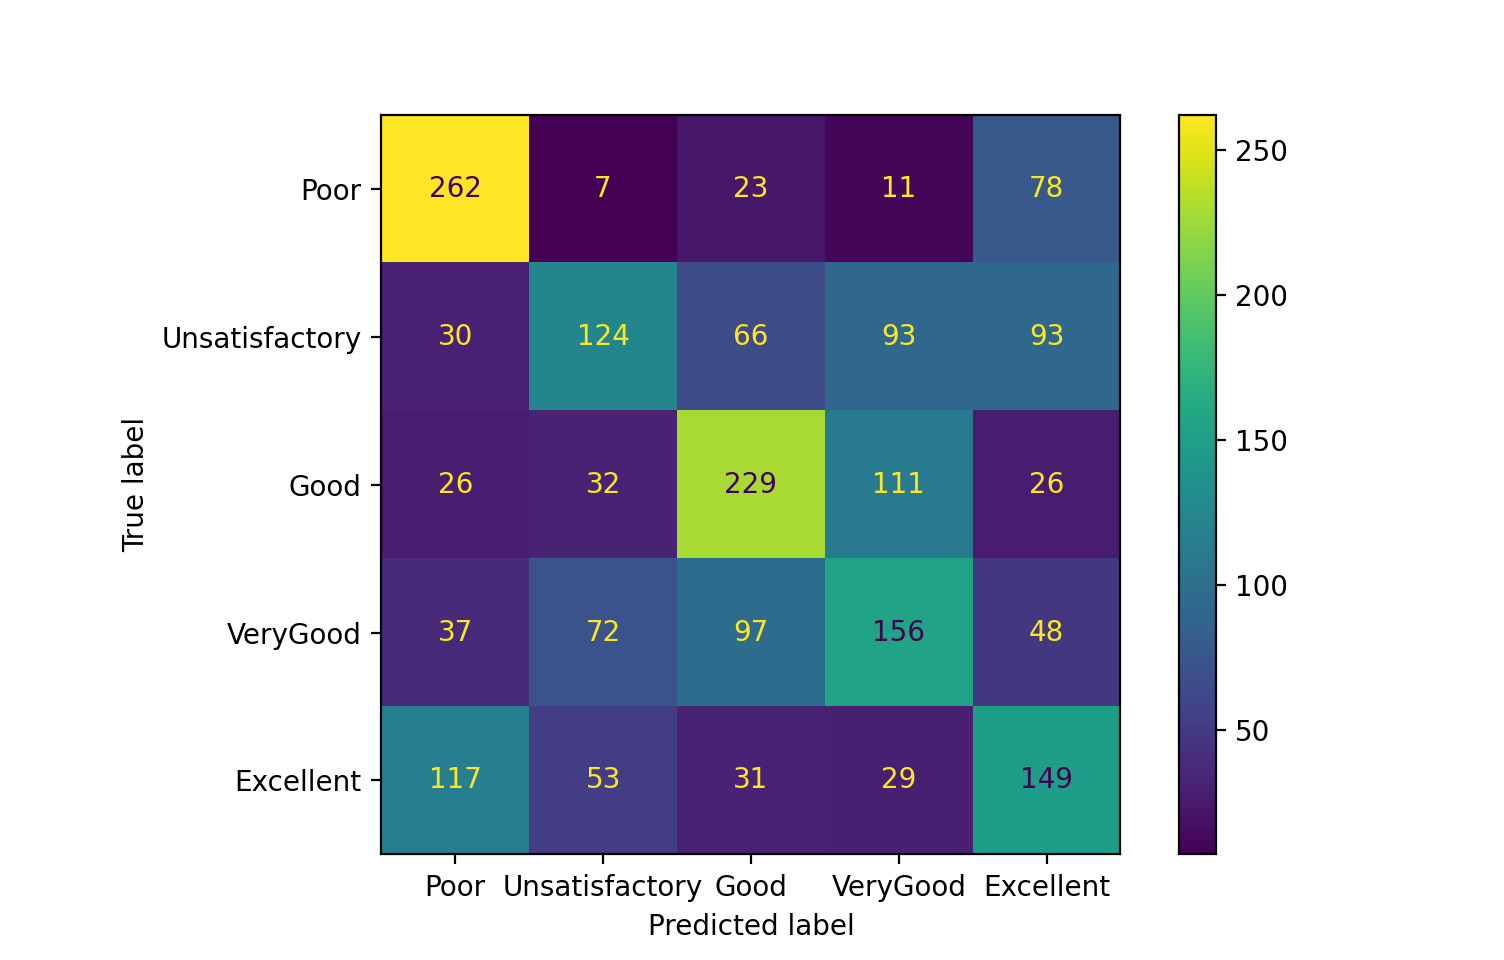 Poor 262 7 23 11 78
Unsatisfactory 30 124 66 93 93
Good 26 32 229 111 26
VeryGood 37 72 97 156 48
Excellent 117 53 31 29 149
True label
Poor Unsatisfactory Good VeryGood Excellent
Predicted label
250
200
150
100
50